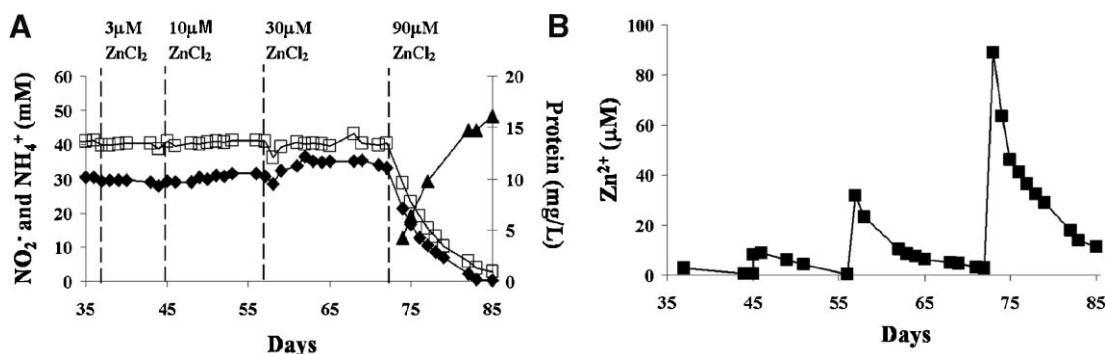 A
3μM 10μM 30μM 90μM
ZnCl₂ ZnCl₂ ZnCl₂ ZnCl₂
NO₂⁻ and NH₄⁺ (mM)
60
50
40
30
20
10
0
20
15
10
5
0
Protein (mg/L)
35 45 55 65 75 85
Days
B
Zn²⁺ (μM)
100
80
60
40
20
0
35 45 55 65 75 85
Days